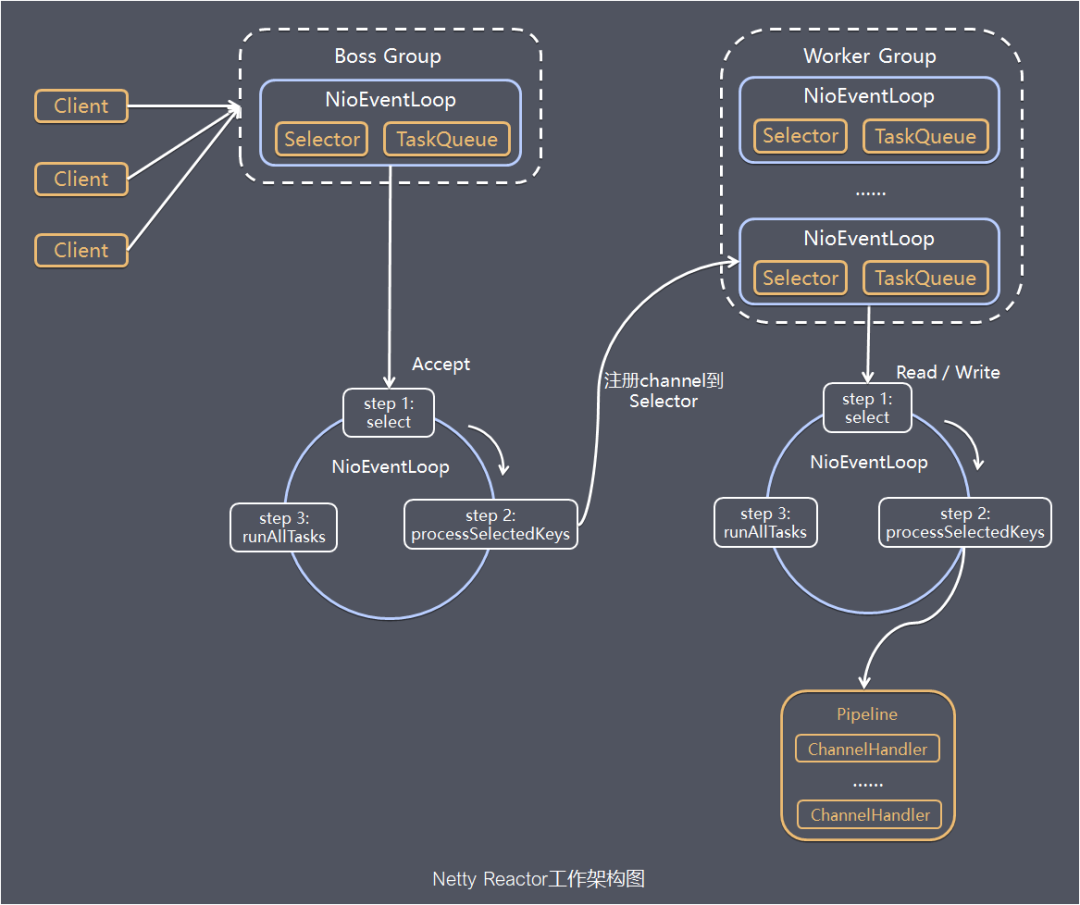 Client
Client
Client
Boss Group
NioEventLoop
Selector
TaskQueue
Accept
step 1:
select
NioEventLoop
step 2:
processSelectedKeys
step 3:
runAllTasks
注册channel到
Selector
Worker Group
NioEventLoop
Selector
TaskQueue
......
NioEventLoop
Selector
TaskQueue
Read / Write
step 1:
select
NioEventLoop
step 2:
processSelectedKeys
step 3:
runAllTasks
Pipeline
ChannelHandler
......
ChannelHandler
Netty Reactor工作架构图